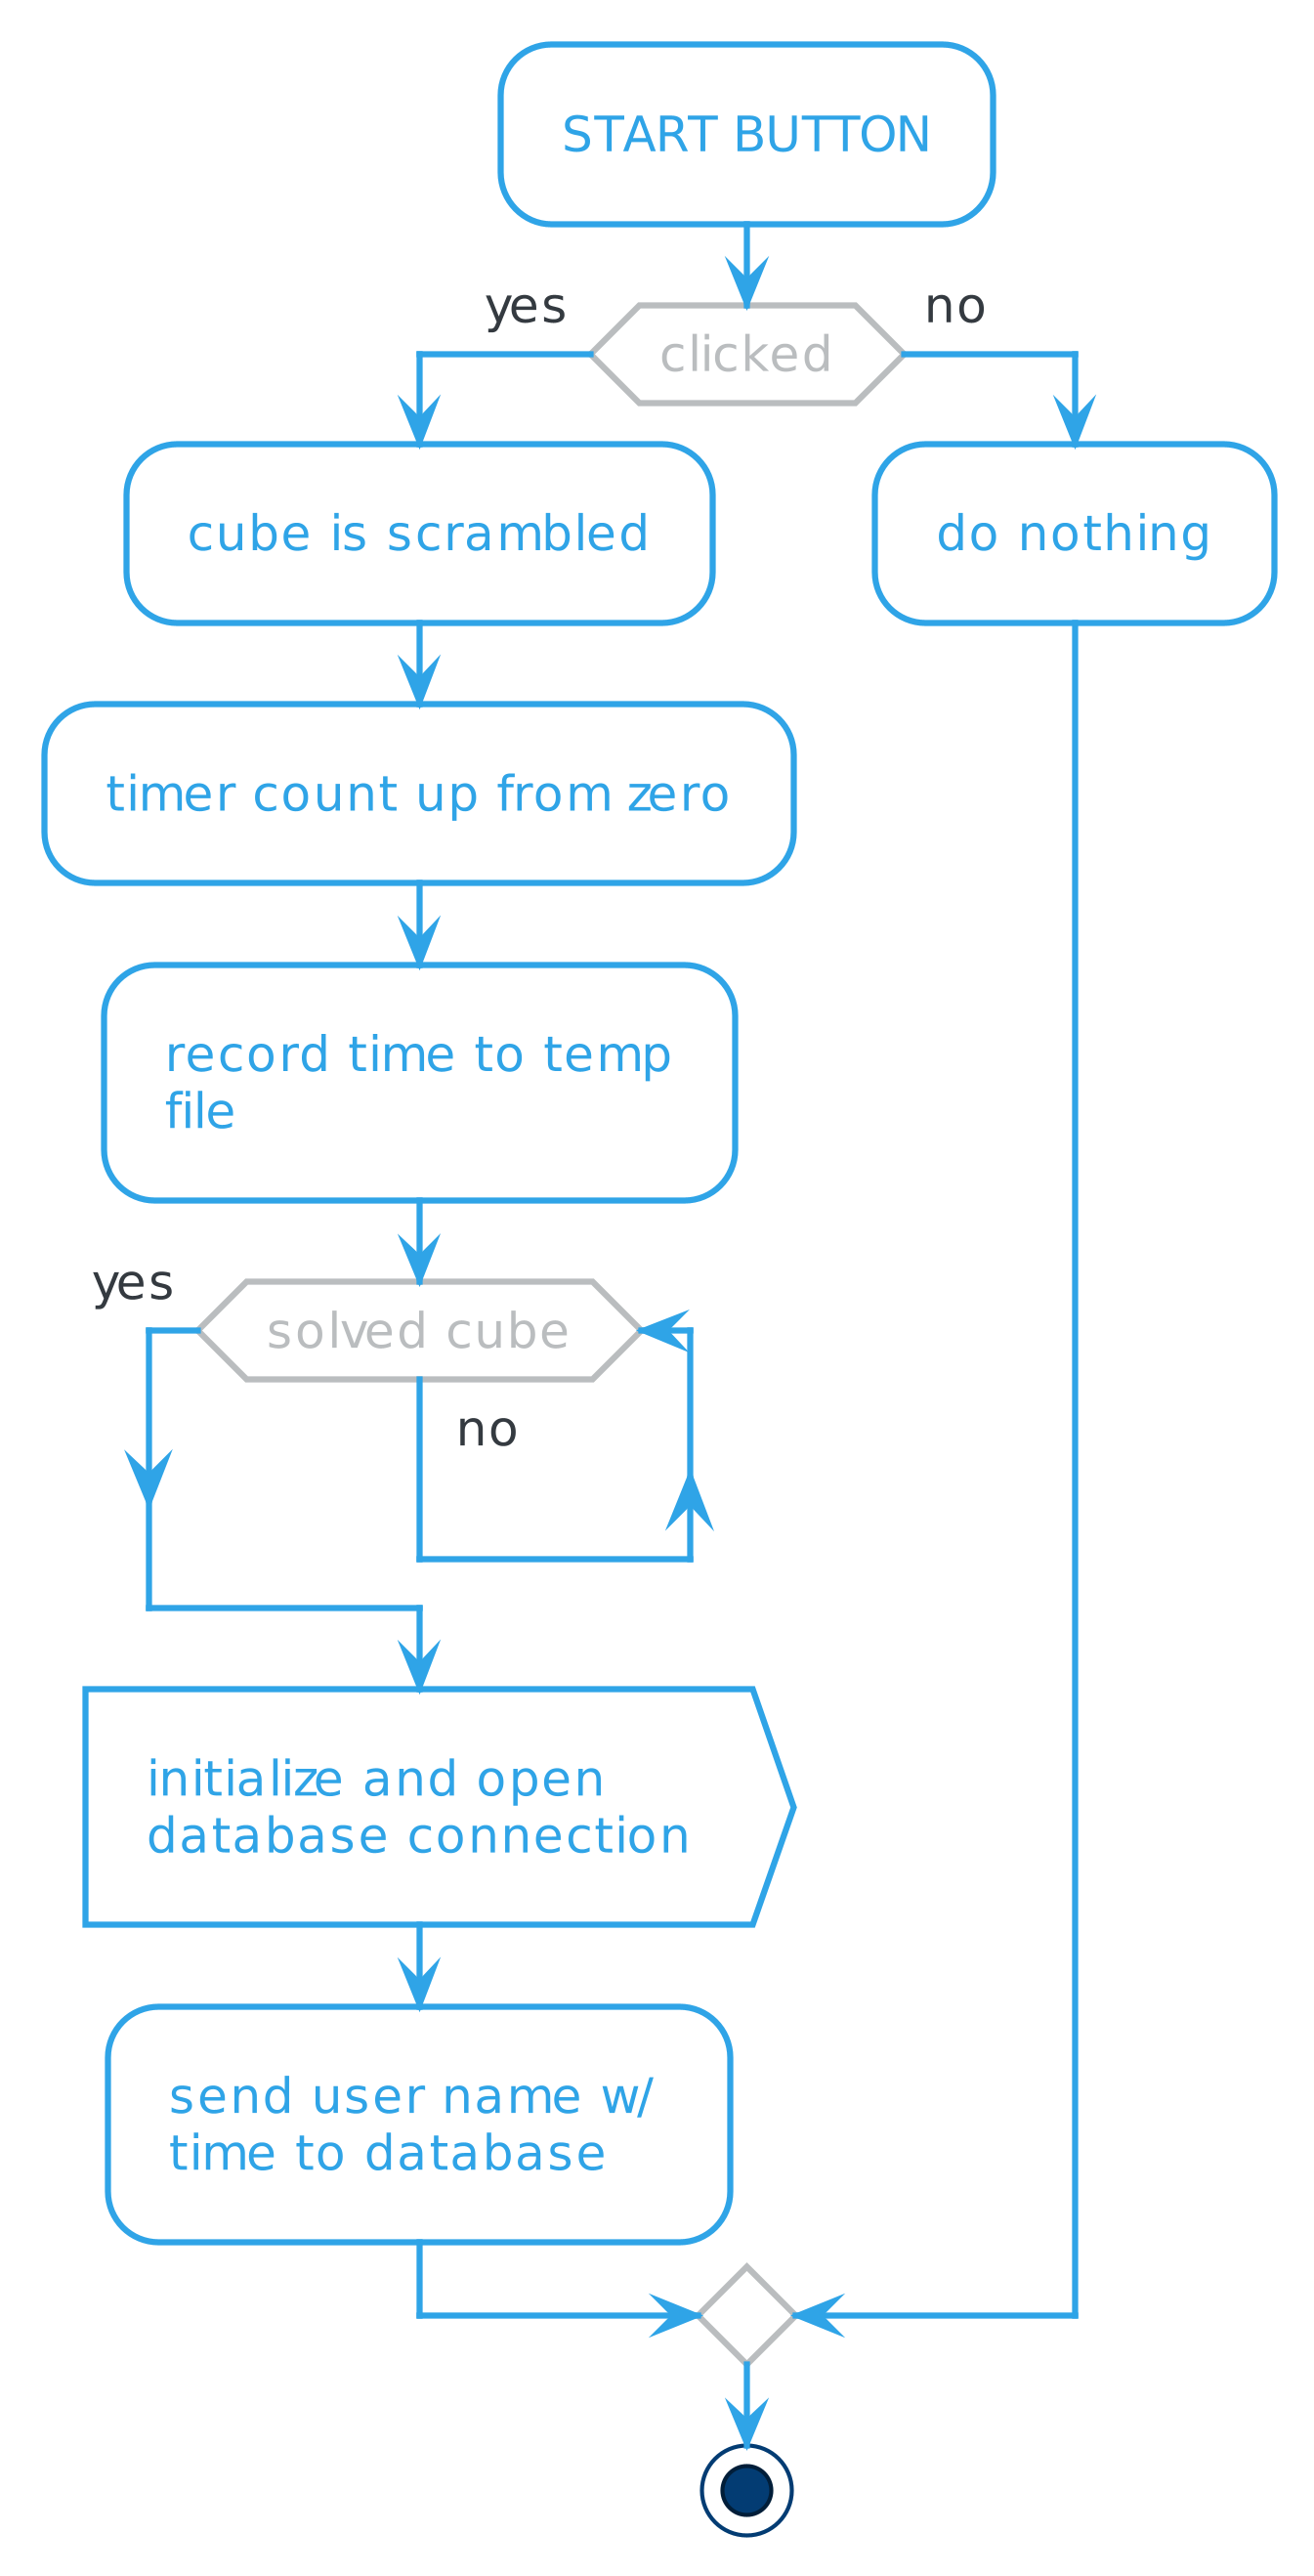 START BUTTON
yes
no
clicked
cube is scrambled
do nothing
timer count up from zero
record time to temp
file
yes
solved cube
no
initialize and open
database connection
send user name w/
time to database